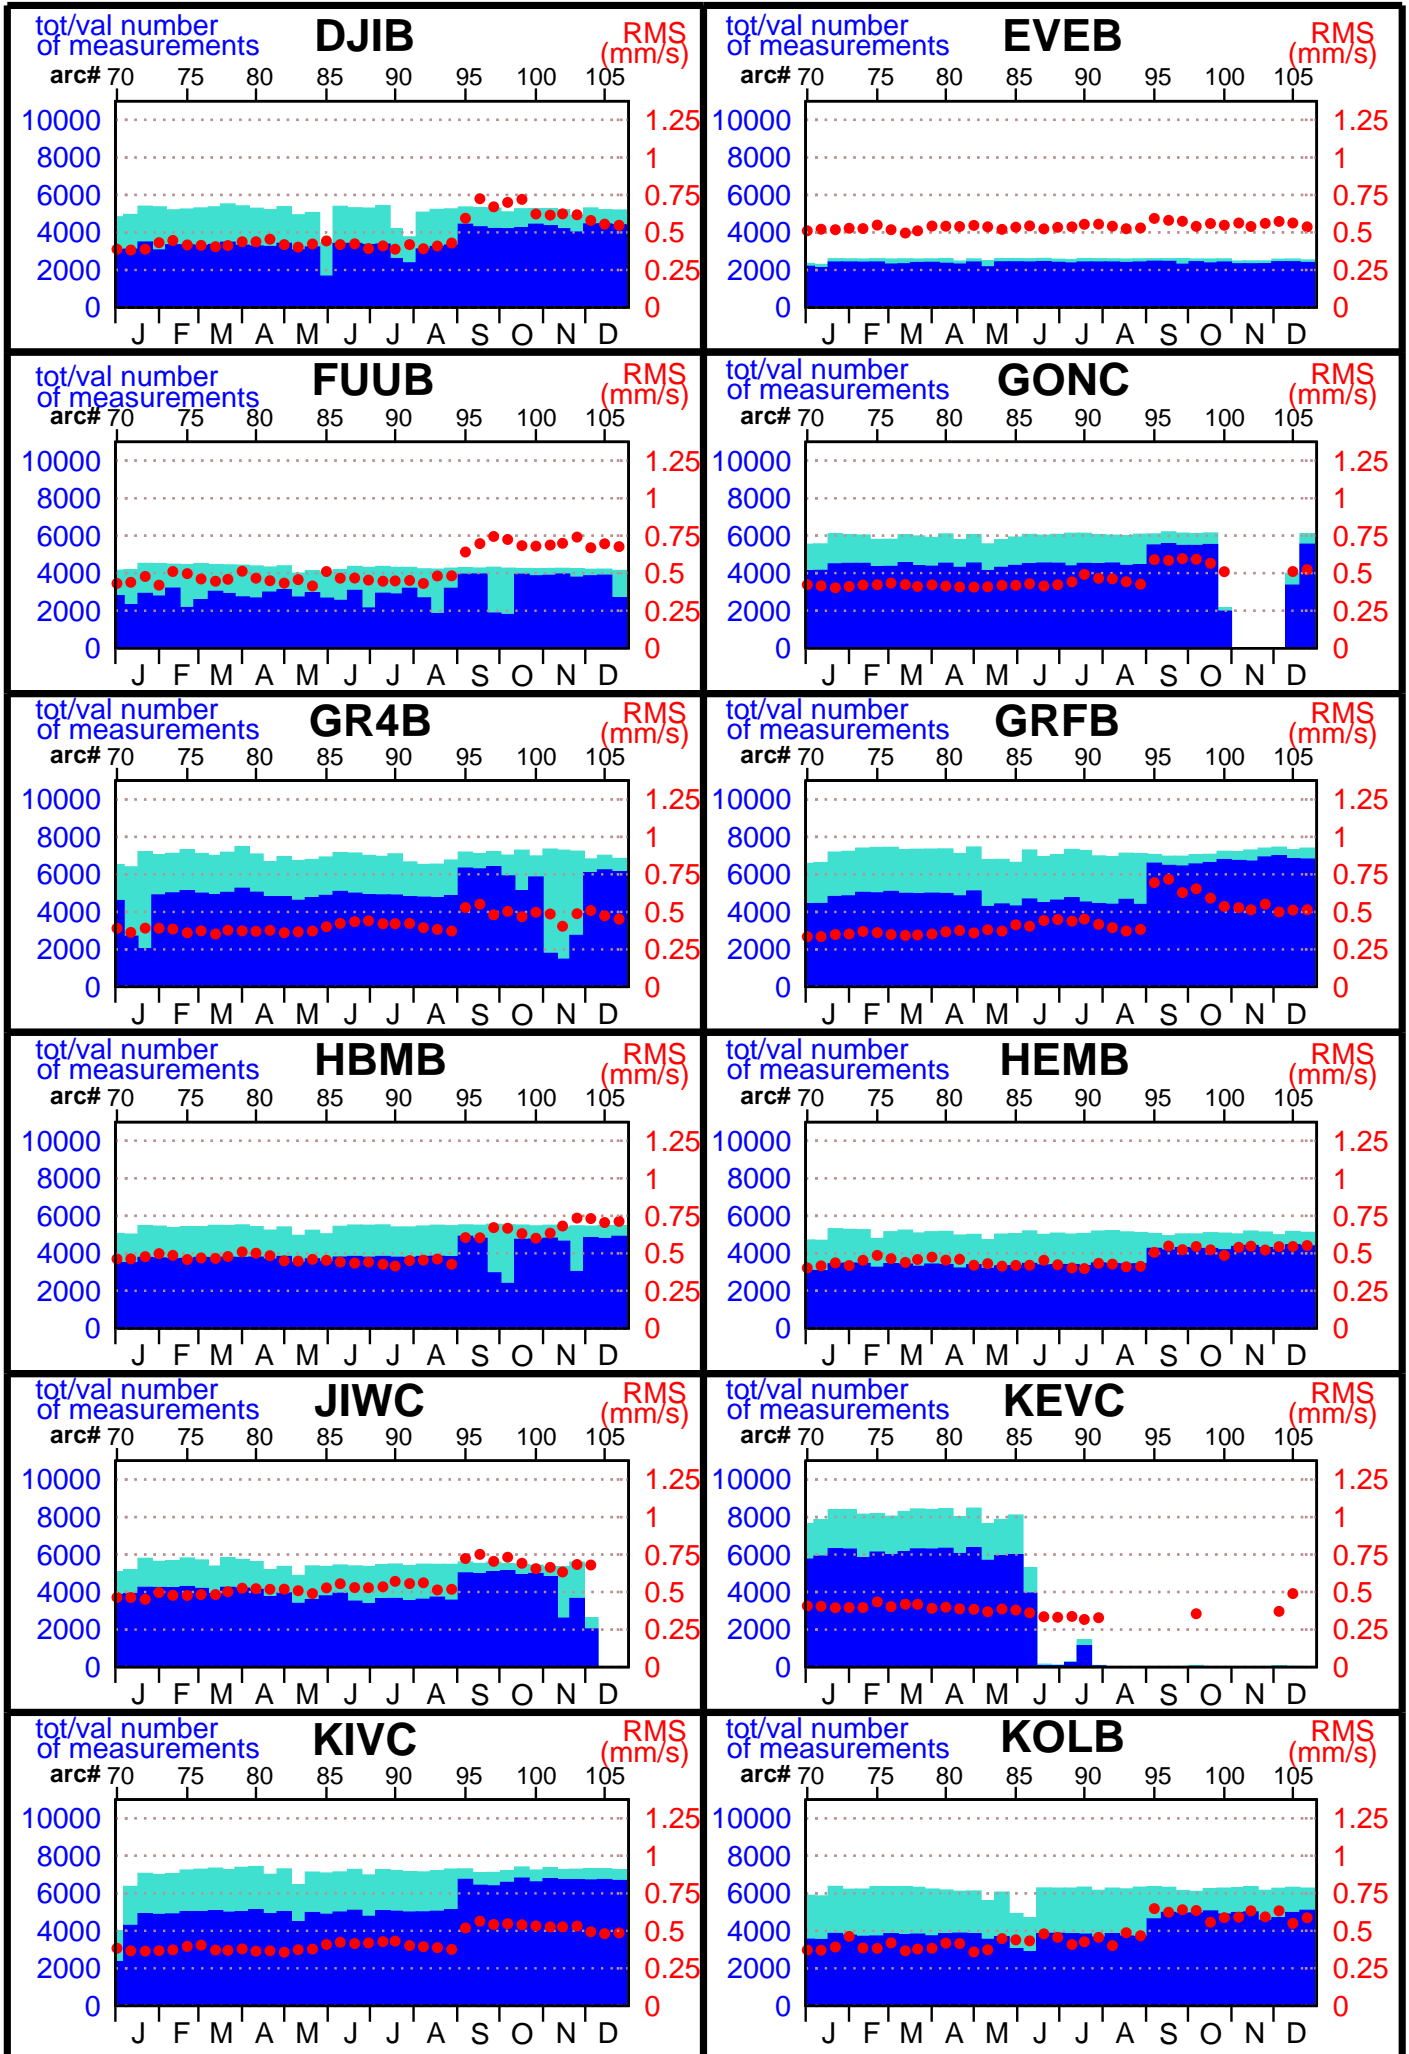 tot/val number
of measurements
DJIB
RMS
(mm/s)
arc# 70 75 80 85 90 95 100 105
10000 1.25
8000 1
6000 0.75
4000 0.5
2000 0.25
0 0
J F M A M J J A S O N D
tot/val number
of measurements
EVEB
RMS
(mm/s)
arc# 70 75 80 85 90 95 100 105
10000 1.25
8000 1
6000 0.75
4000 0.5
2000 0.25
0 0
J F M A M J J A S O N D
tot/val number
of measurements
FUUB
RMS
(mm/s)
arc# 70 75 80 85 90 95 100 105
10000 1.25
8000 1
6000 0.75
4000 0.5
2000 0.25
0 0
J F M A M J J A S O N D
tot/val number
of measurements
GONC
RMS
(mm/s)
arc# 70 75 80 85 90 95 100 105
10000 1.25
8000 1
6000 0.75
4000 0.5
2000 0.25
0 0
J F M A M J J A S O N D
tot/val number
of measurements
GR4B
RMS
(mm/s)
arc# 70 75 80 85 90 95 100 105
10000 1.25
8000 1
6000 0.75
4000 0.5
2000 0.25
0 0
J F M A M J J A S O N D
tot/val number
of measurements
GRFB
RMS
(mm/s)
arc# 70 75 80 85 90 95 100 105
10000 1.25
8000 1
6000 0.75
4000 0.5
2000 0.25
0 0
J F M A M J J A S O N D
tot/val number
of measurements
HBMB
RMS
(mm/s)
arc# 70 75 80 85 90 95 100 105
10000 1.25
8000 1
6000 0.75
4000 0.5
2000 0.25
0 0
J F M A M J J A S O N D
tot/val number
of measurements
HEMB
RMS
(mm/s)
arc# 70 75 80 85 90 95 100 105
10000 1.25
8000 1
6000 0.75
4000 0.5
2000 0.25
0 0
J F M A M J J A S O N D
tot/val number
of measurements
JIWC
RMS
(mm/s)
arc# 70 75 80 85 90 95 100 105
10000 1.25
8000 1
6000 0.75
4000 0.5
2000 0.25
0 0
J F M A M J J A S O N D
tot/val number
of measurements
KEVC
RMS
(mm/s)
arc# 70 75 80 85 90 95 100 105
10000 1.25
8000 1
6000 0.75
4000 0.5
2000 0.25
0 0
J F M A M J J A S O N D
tot/val number
of measurements
KIVC
RMS
(mm/s)
arc# 70 75 80 85 90 95 100 105
10000 1.25
8000 1
6000 0.75
4000 0.5
2000 0.25
0 0
J F M A M J J A S O N D
tot/val number
of measurements
KOLB
RMS
(mm/s)
arc# 70 75 80 85 90 95 100 105
10000 1.25
8000 1
6000 0.75
4000 0.5
2000 0.25
0 0
J F M A M J J A S O N D